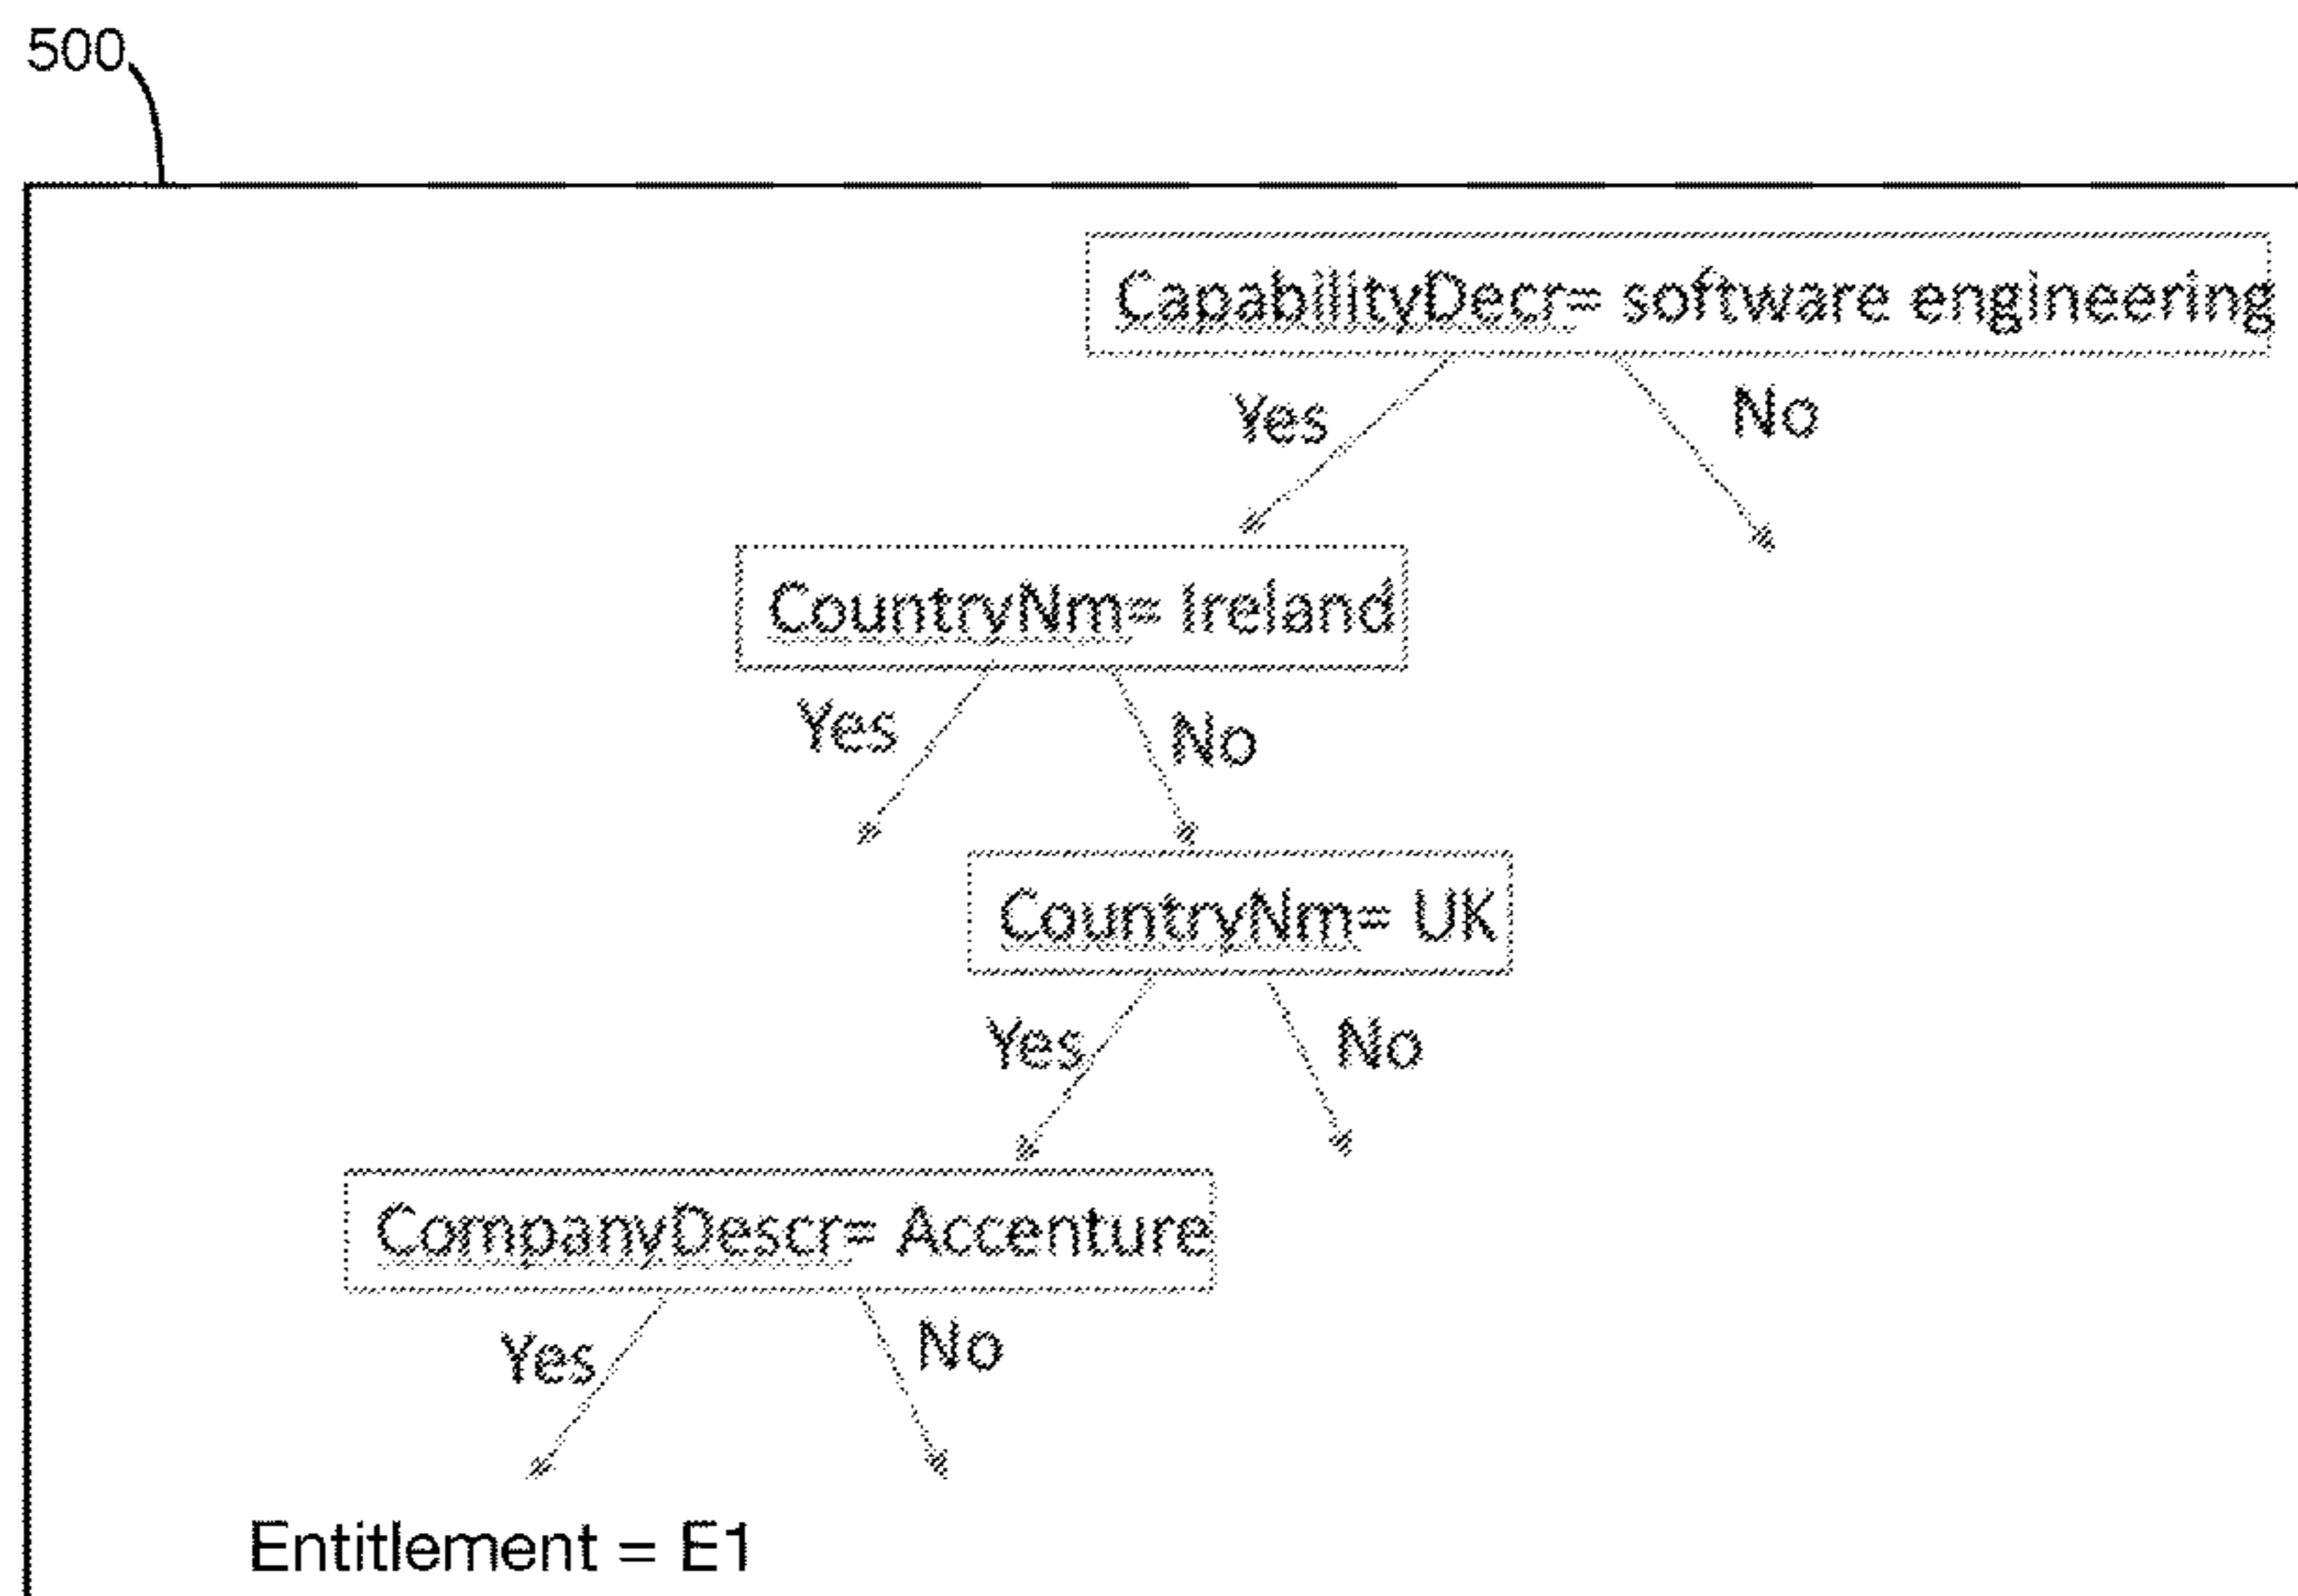 500
CapabilityDecr= software engineering
Yes
No
CountryNm= Ireland
Yes
No
CountryNm= UK
Yes
No
CompanyDescr= Accenture
Yes
No
Entitlement = E1